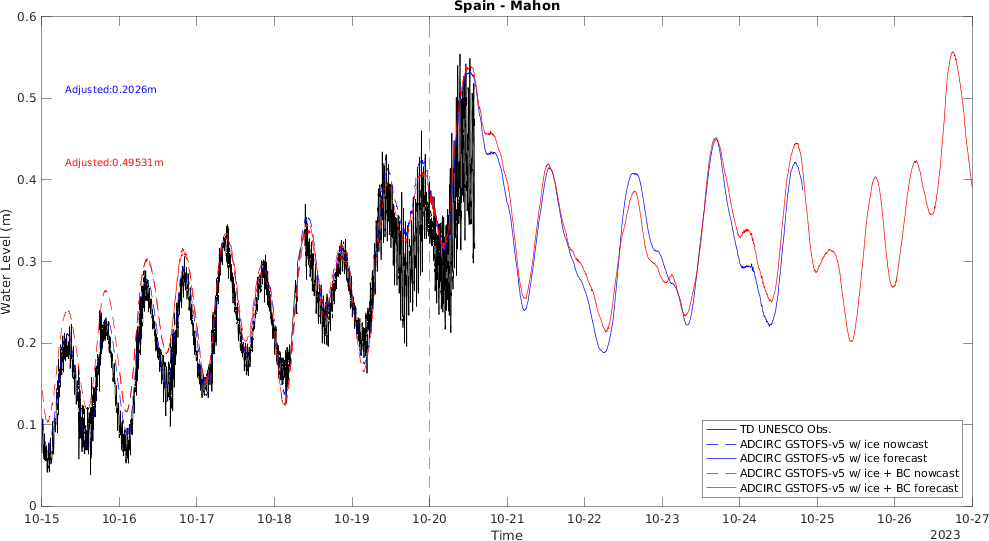 Spain - Mahon
0.6
0.5
0.4
0.3
0.2
0.1
0
Water Level (m)
Adjusted:0.2026m
Adjusted:0.49531m
TD UNESCO Obs.
ADCIRC GSTOFS-v5 w/ ice nowcast
ADCIRC GSTOFS-v5 w/ ice forecast
ADCIRC GSTOFS-v5 w/ ice + BC nowcast
ADCIRC GSTOFS-v5 w/ ice + BC forecast
10-15 10-16 10-17 10-18 10-19 10-20 10-21 10-22 10-23 10-24 10-25 10-26 10-27
Time
2023